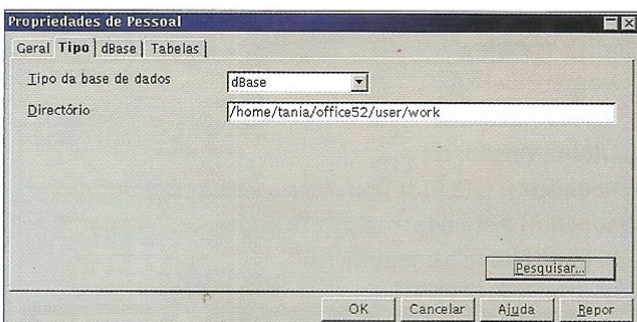 Propriedades de Pessoal
Geral Tipo dBase Tabelas
Tipo da base de dados dBase
Directório /home/tania/office52/user/work
Pesquisar...
OK Cancelar Ajuda Repor